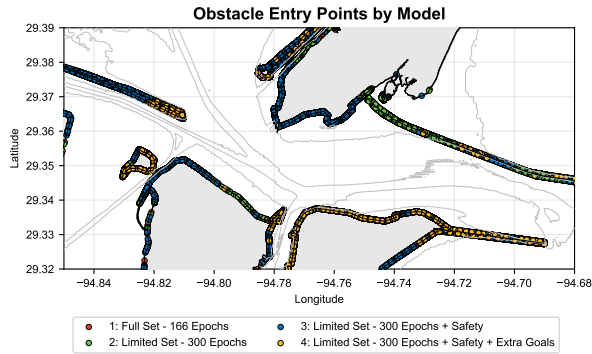 Obstacle Entry Points by Model
29.39
29.38
29.37
29.36
29.35
29.34
29.33
29.32
Latitude
−94.84
−94.82
−94.80
−94.78
−94.76
−94.74
−94.72
−94.70
−94.68
Longitude
1: Full Set - 166 Epochs
2: Limited Set - 300 Epochs
3: Limited Set - 300 Epochs + Safety
4: Limited Set - 300 Epochs + Safety + Extra Goals